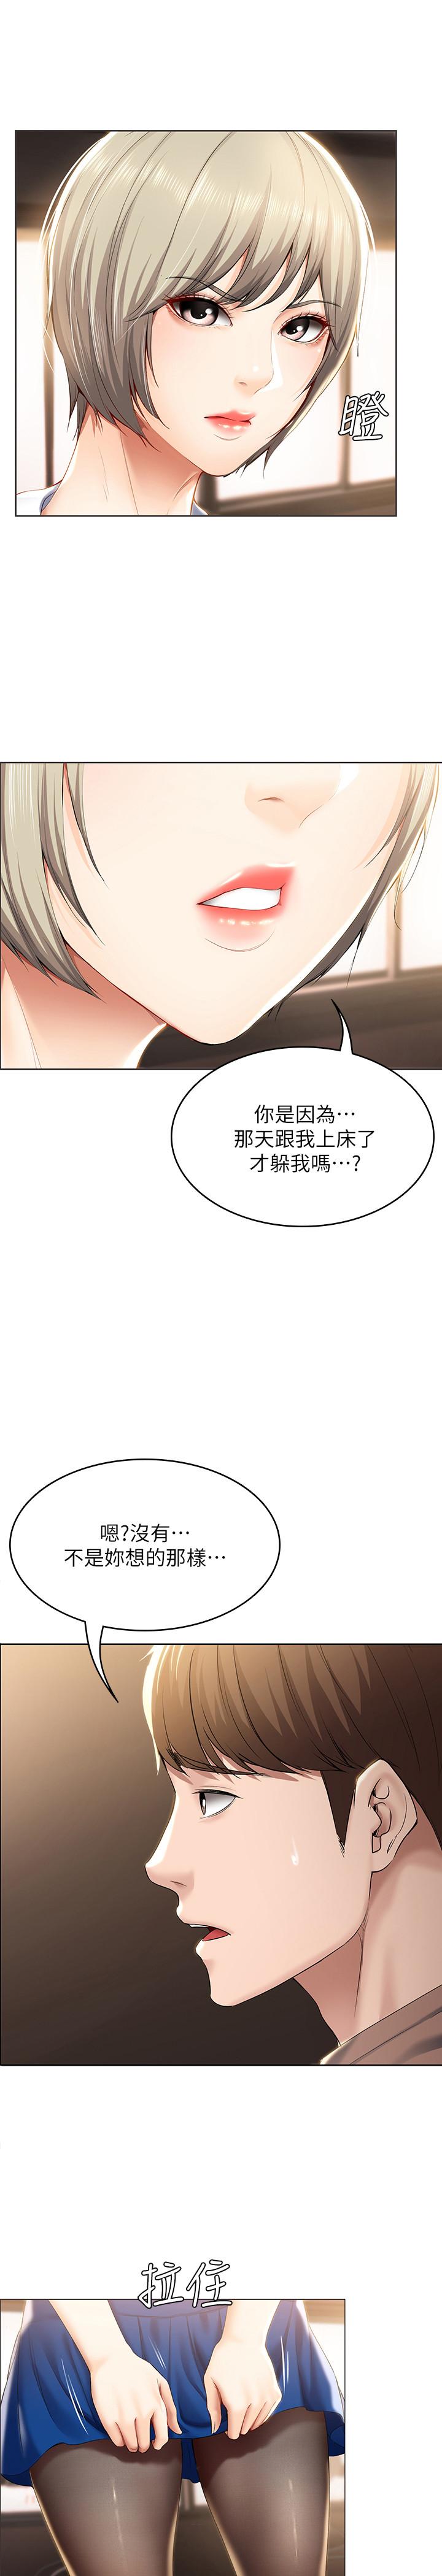 瞪
你是因為…
那天跟我上床了
才躲我嗎…?
嗯?沒有…
不是妳想的那樣…
拉住